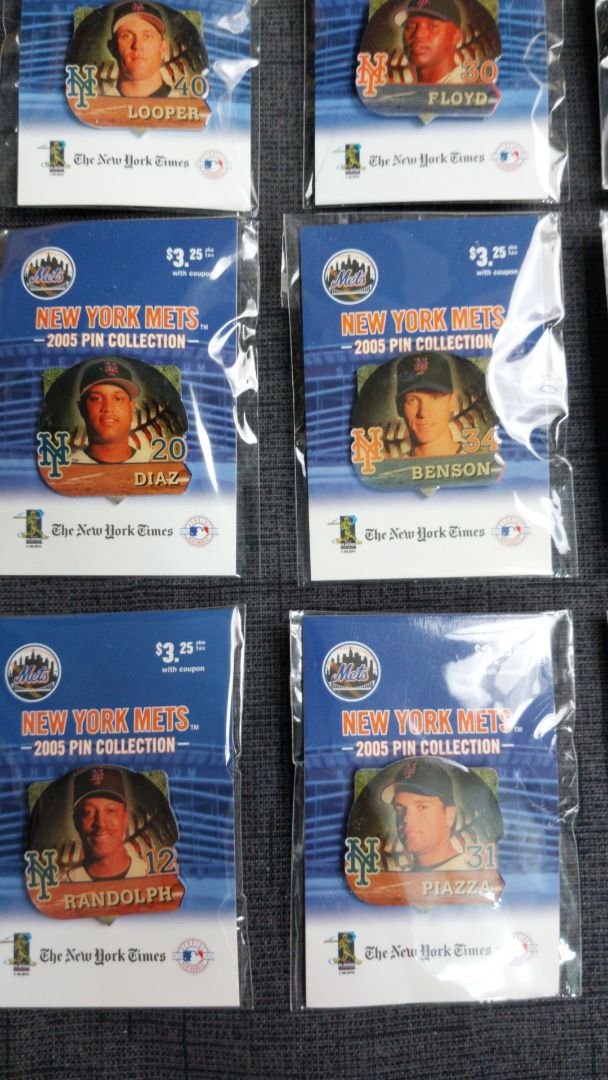 NY
40
LOOPER
The New York Times
NY
30
FLOYD
The New York Times
Mets
$3.25 plus tax
with coupon
NEW YORK METS™
2005 PIN COLLECTION
NY
20
DIAZ
The New York Times
Mets
$3.25 plus tax
with coupon
NEW YORK METS
2005 PIN COLLECTION
NY
34
BENSON
The New York Times
Mets
$3.25 plus tax
with coupon
NEW YORK METS™
2005 PIN COLLECTION
NY
12
RANDOLPH
The New York Times
Mets
NEW YORK METS™
2005 PIN COLLECTION
NY
31
PIAZZA
The New York Times